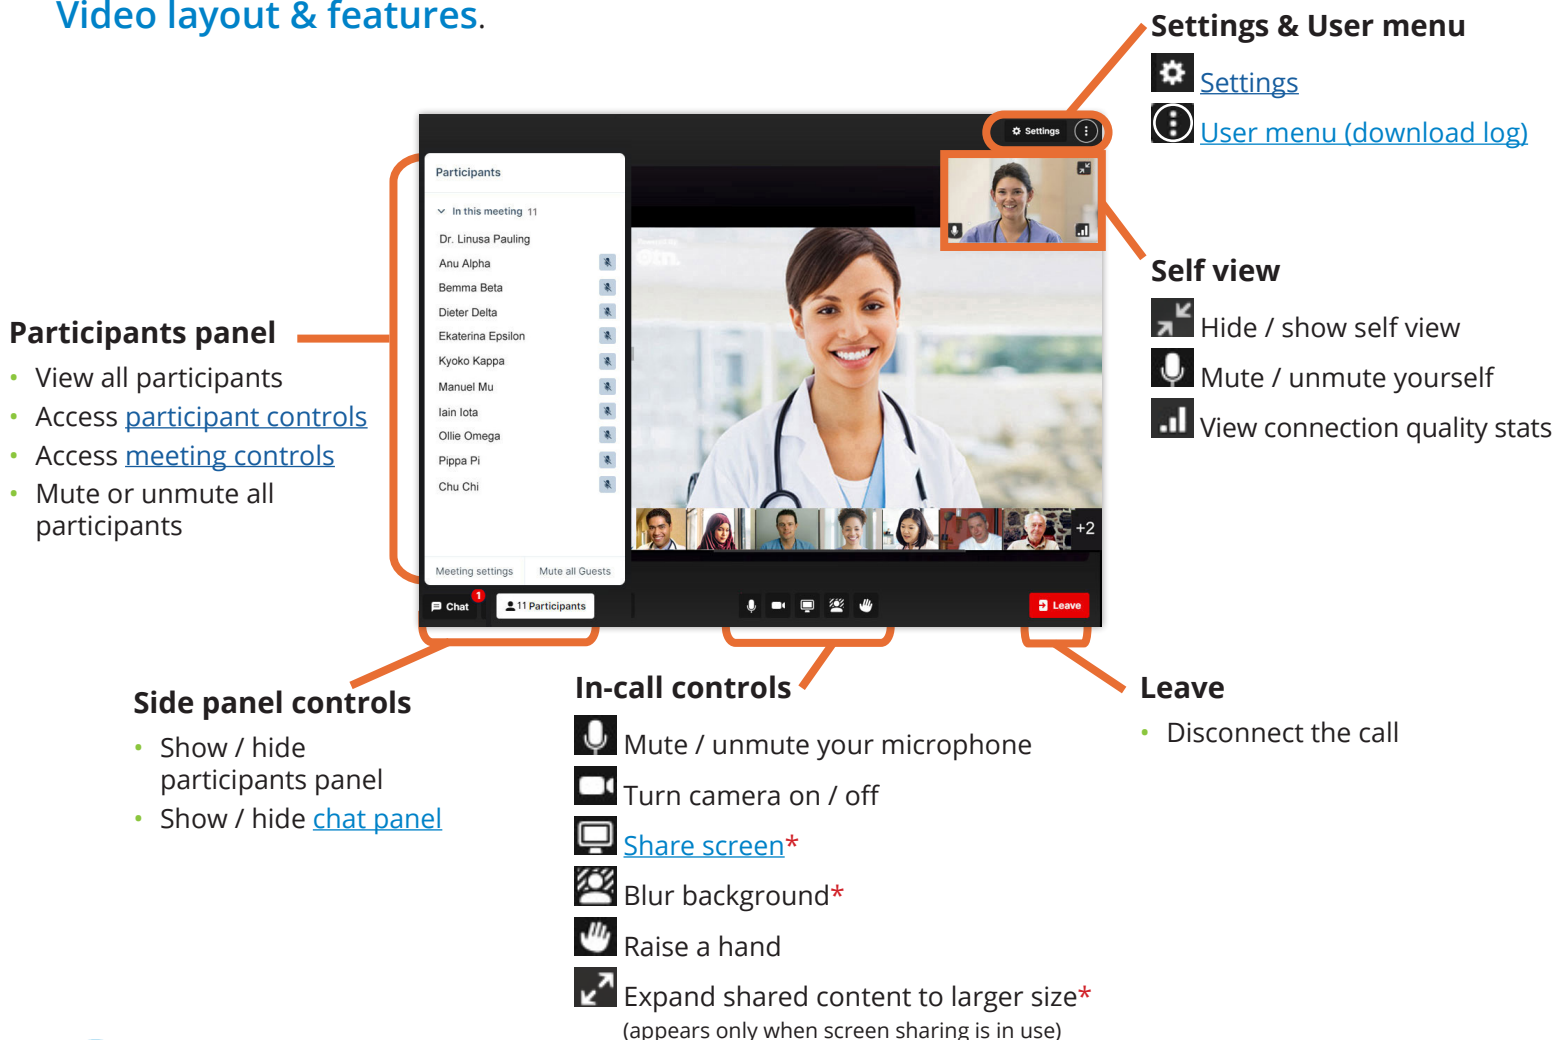 Video layout & features.
Settings & User menu
Settings
User menu (download log)
Settings
Participants
In this meeting 11
Dr. Linusa Pauling
Anu Alpha
Bemma Beta
Dieter Delta
Ekaterina Epsilon
Kyoko Kappa
Manuel Mu
Iain Iota
Ollie Omega
Pippa Pi
Chu Chi
Meeting settings
Mute all Guests
otn.
+2
1
Chat
11 Participants
Leave
Self view
Hide / show self view
Mute / unmute yourself
View connection quality stats
Participants panel
• View all participants
• Access participant controls
• Access meeting controls
• Mute or unmute all
participants
Side panel controls
• Show / hide
participants panel
• Show / hide chat panel
In-call controls
Mute / unmute your microphone
Turn camera on / off
Share screen*
Blur background*
Raise a hand
Expand shared content to larger size*
(appears only when screen sharing is in use)
Leave
• Disconnect the call